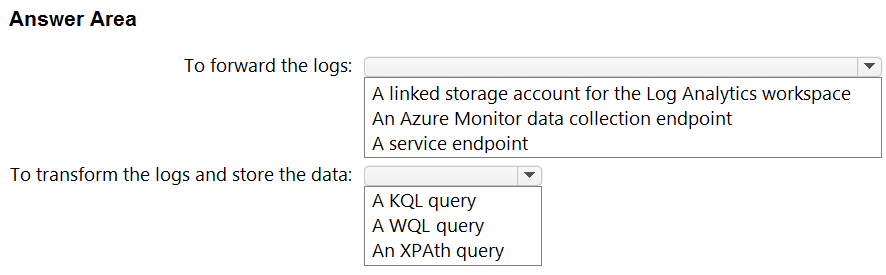 Answer Area
To forward the logs:
A linked storage account for the Log Analytics workspace
An Azure Monitor data collection endpoint
A service endpoint
To transform the logs and store the data:
A KQL query
A WQL query
An XPAth query